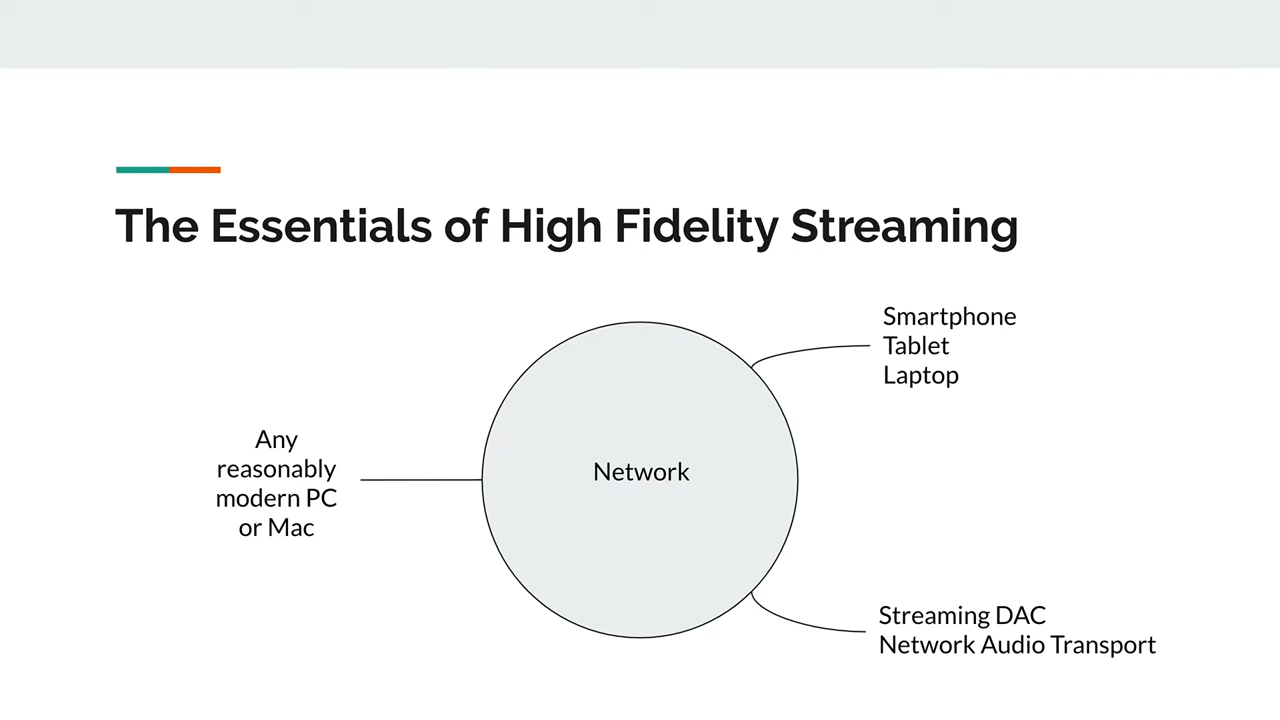 The Essentials of High Fidelity Streaming
Smartphone
Tablet
Laptop
Any
reasonably
modern PC
or Mac
Network
Streaming DAC
Network Audio Transport